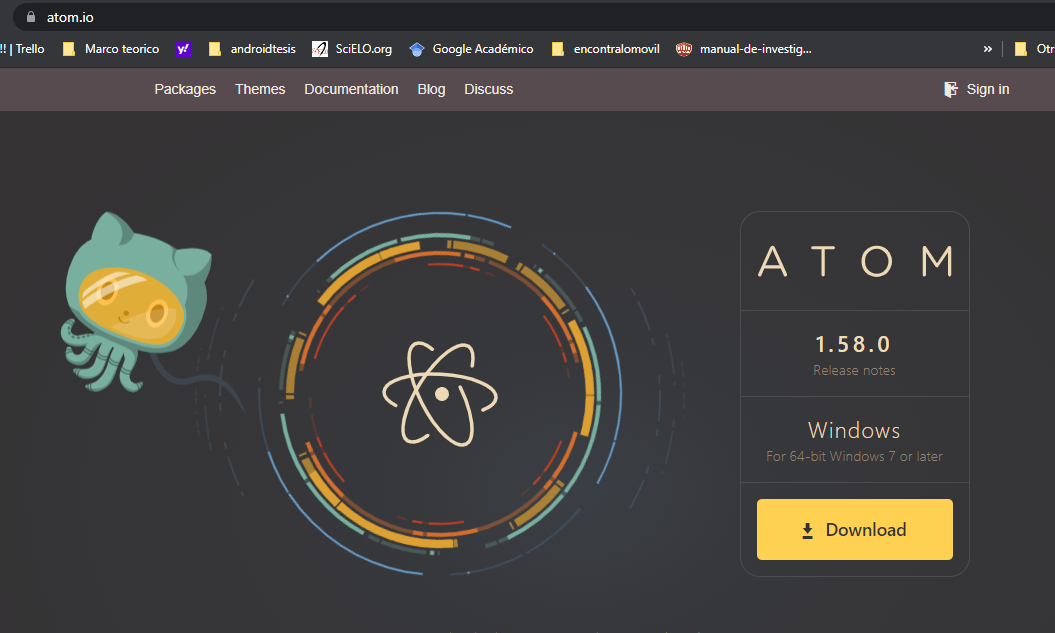 atom.io
!! | Trello Marco teorico y! androidtesis SciELO.org Google Académico encontralomovil manual-de-investig... » Otr
Packages Themes Documentation Blog Discuss Sign in
ATOM
1.58.0
Release notes
Windows
For 64-bit Windows 7 or later
Download